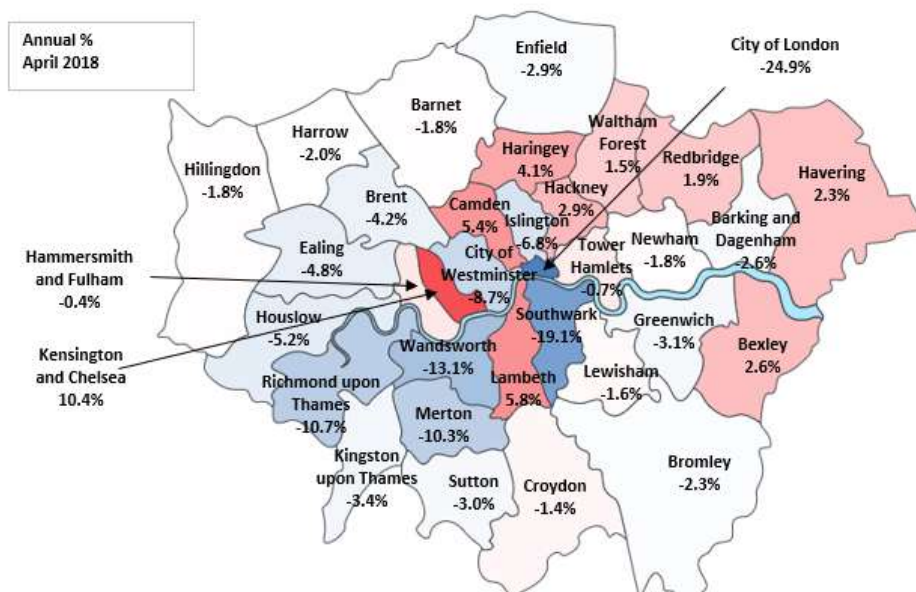 Annual %
April 2018
Enfield
-2.9%
City of London
-24.9%
Barnet
-1.8%
Harrow
-2.0%
Hillingdon
-1.8%
Haringey
4.1%
Waltham
Forest
1.5%
Redbridge
1.9%
Havering
2.3%
Brent
-4.2%
Camden
5.4%
Hackney
2.9%
Islington
-6.8%
Barking and
Dagenham
-2.6%
Newham
-1.8%
Tower
Hamlets
-0.7%
Ealing
-4.8%
City of
Westminster
-8.7%
Hammersmith
and Fulham
-0.4%
Houslow
-5.2%
Kensington
and Chelsea
10.4%
Wandsworth
-13.1%
Southwark
-19.1%
Greenwich
-3.1%
Bexley
2.6%
Richmond upon
Thames
-10.7%
Lambeth
5.8%
Lewisham
-1.6%
Merton
-10.3%
Kingston
upon Thames
-3.4%
Sutton
-3.0%
Croydon
-1.4%
Bromley
-2.3%